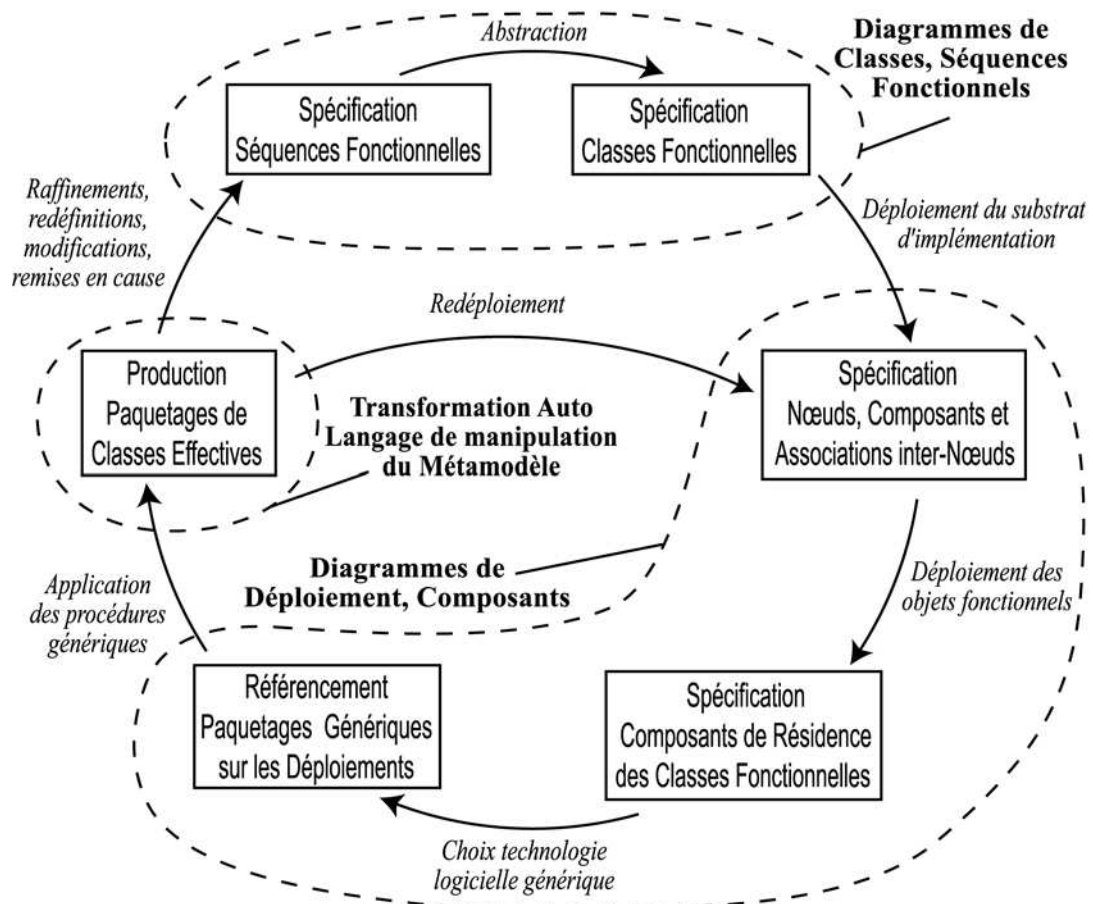 Abstraction
Diagrammes de
Classes, Séquences
Fonctionnels
Spécification
Séquences Fonctionnelles
Spécification
Classes Fonctionnelles
Raffinements,
redéfinitions,
modifications,
remises en cause
Déploiement du substrat
d'implémentation
Redéploiement
Production
Paquetages de
Classes Effectives
Transformation Auto
Langage de manipulation
du Métamodèle
Spécification
Nœuds, Composants et
Associations inter-Nœuds
Diagrammes de
Déploiement, Composants
Application
des procédures
génériques
Déploiement des
objets fonctionnels
Référencement
Paquetages Génériques
sur les Déploiements
Spécification
Composants de Résidence
des Classes Fonctionnelles
Choix technologie
logicielle générique